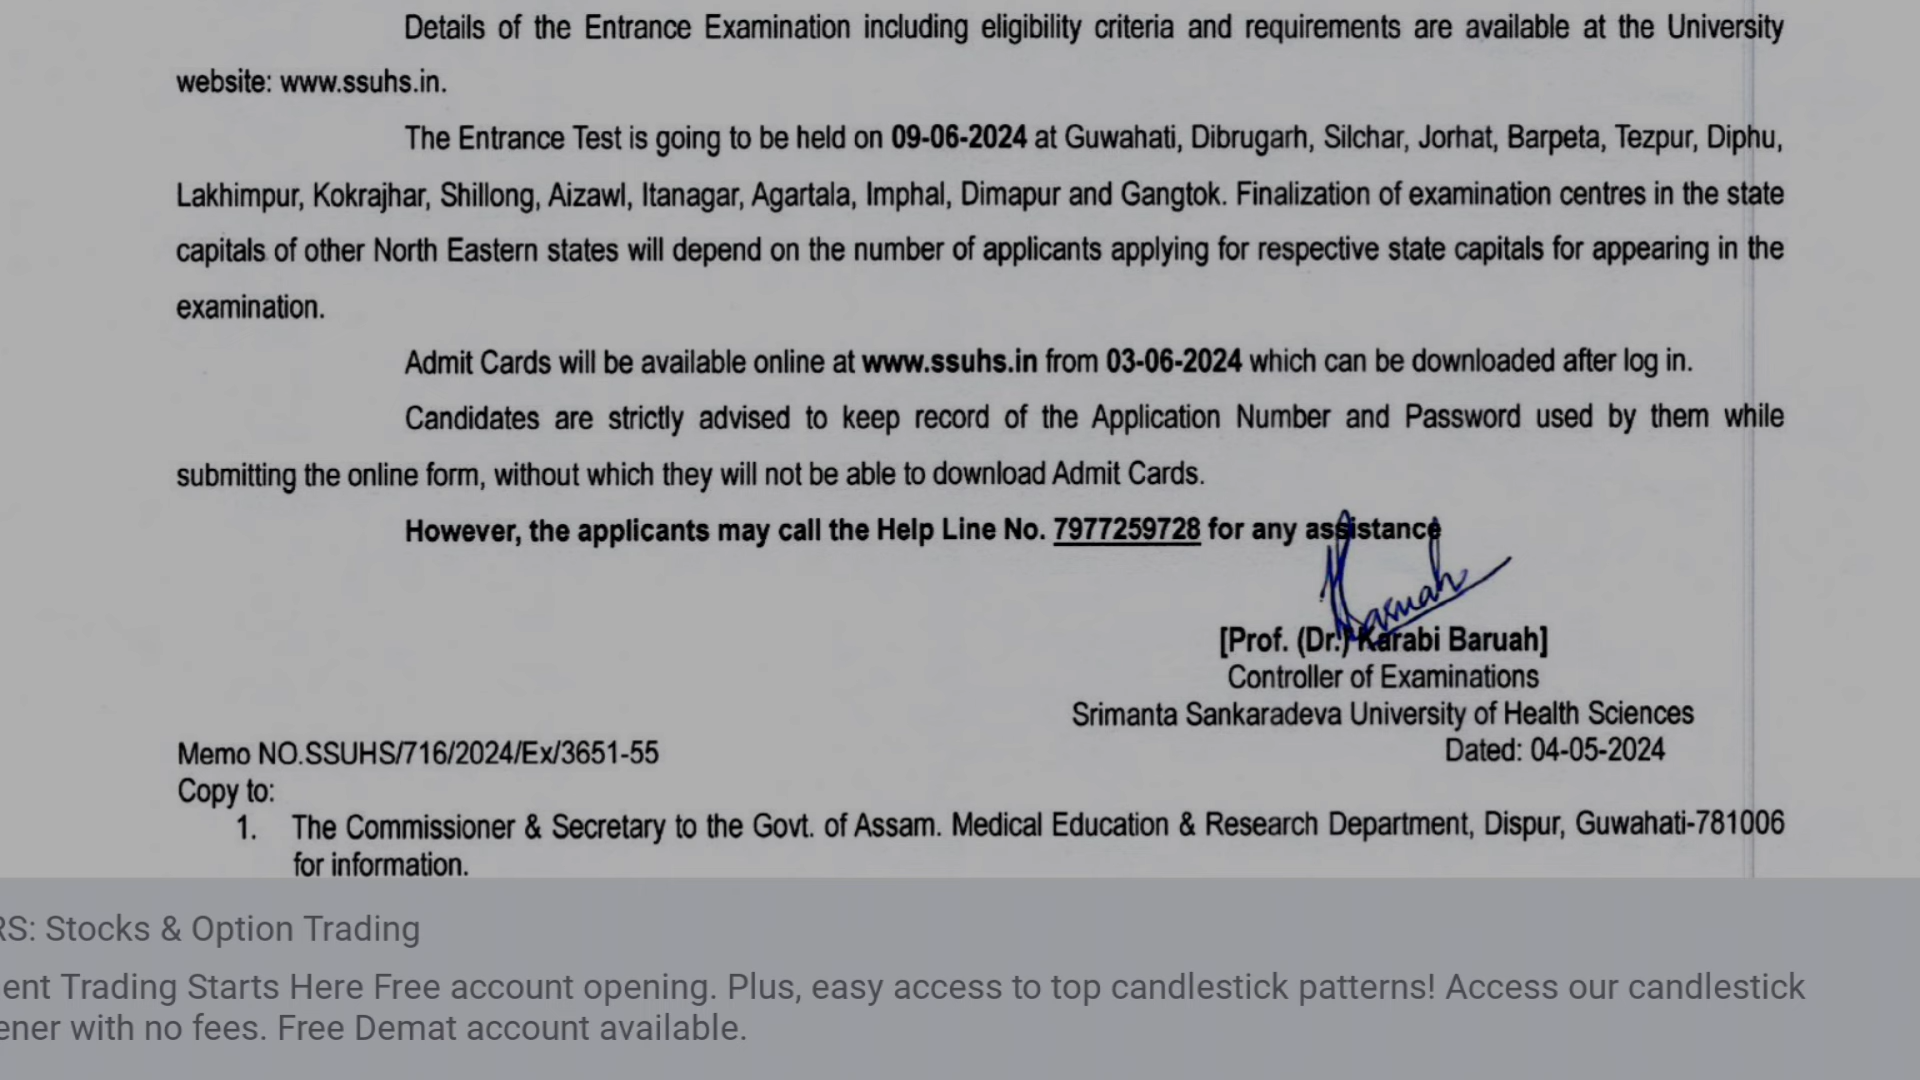 Details of the Entrance Examination including eligibility criteria and requirements are available at the University
website: www.ssuhs.in.
The Entrance Test is going to be held on 09-06-2024 at Guwahati, Dibrugarh, Silchar, Jorhat, Barpeta, Tezpur, Diphu,
Lakhimpur, Kokrajhar, Shillong, Aizawl, Itanagar, Agartala, Imphal, Dimapur and Gangtok. Finalization of examination centres in the state
capitals of other North Eastern states will depend on the number of applicants applying for respective state capitals for appearing in the
examination.
Admit Cards will be available online at www.ssuhs.in from 03-06-2024 which can be downloaded after log in.
Candidates are strictly advised to keep record of the Application Number and Password used by them while
submitting the online form, without which they will not be able to download Admit Cards.
However, the applicants may call the Help Line No. 7977259728 for any assistance
[Prof. (Dr.) Karabi Baruah]
Controller of Examinations
Srimanta Sankaradeva University of Health Sciences
Memo NO.SSUHS/716/2024/Ex/3651-55 Dated: 04-05-2024
Copy to:
1. The Commissioner & Secretary to the Govt. of Assam. Medical Education & Research Department, Dispur, Guwahati-781006
for information.
RS: Stocks & Option Trading
ent Trading Starts Here Free account opening. Plus, easy access to top candlestick patterns! Access our candlestick
ener with no fees. Free Demat account available.